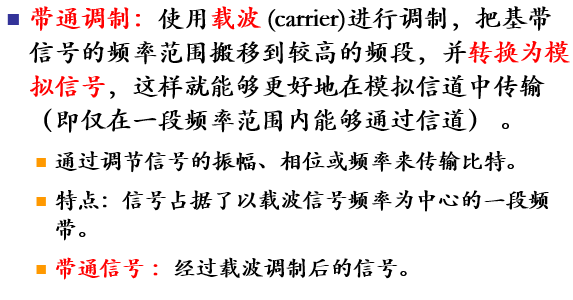 带通调制：使用载波 (carrier)进行调制，把基带
信号的频率范围搬移到较高的频段，并转换为模
拟信号，这样就能够更好地在模拟信道中传输
（即仅在一段频率范围内能够通过信道） 。
通过调节信号的振幅、相位或频率来传输比特。
特点：信号占据了以载波信号频率为中心的一段频
带。
带通信号 ：经过载波调制后的信号。